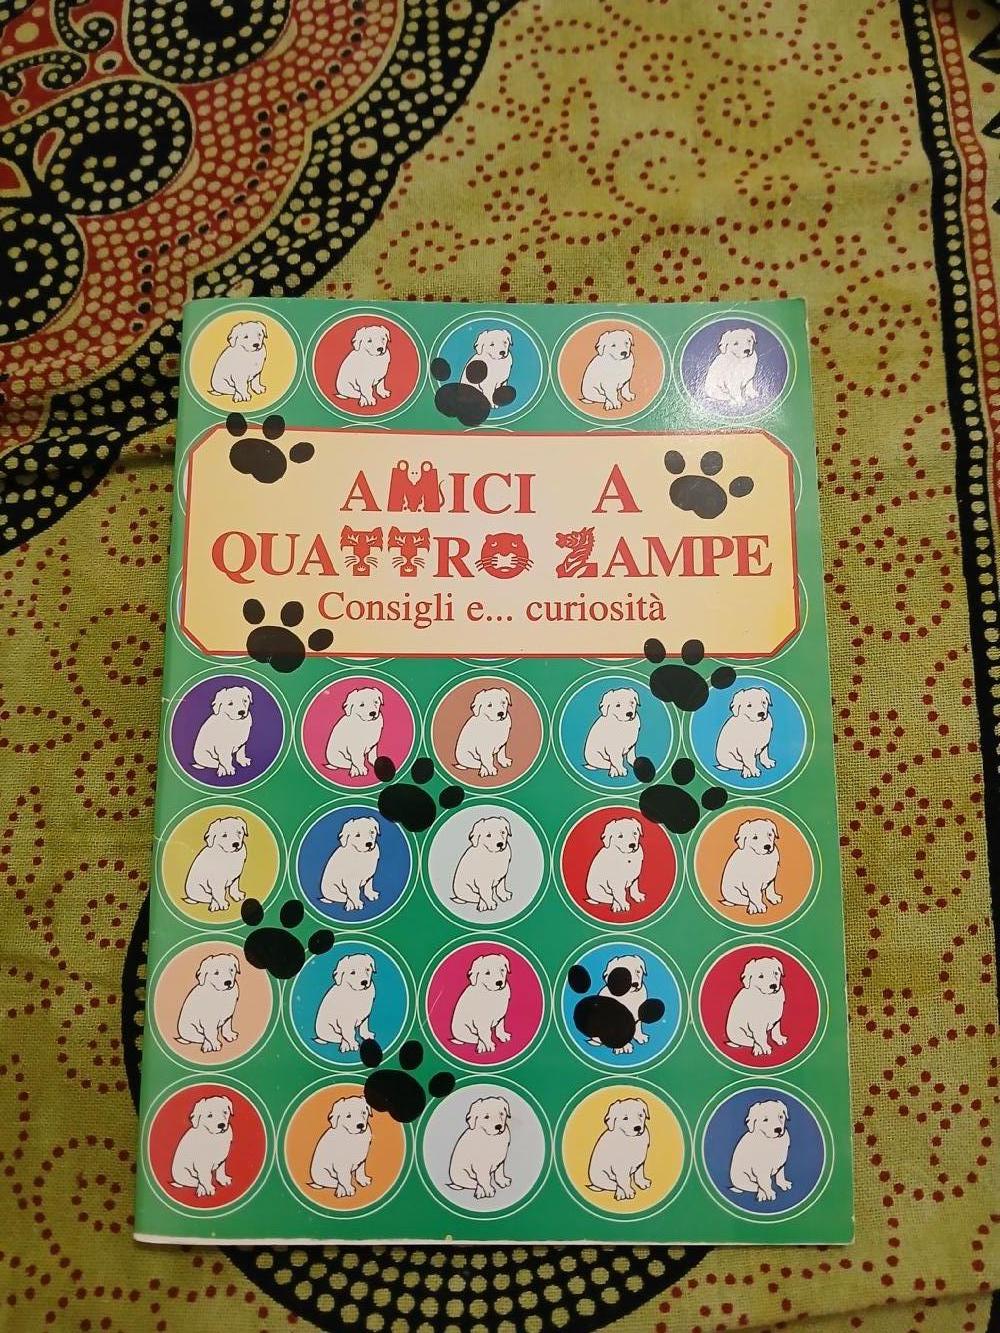 AMICI A
QUATTRO ZAMPE
Consigli e... curiosità